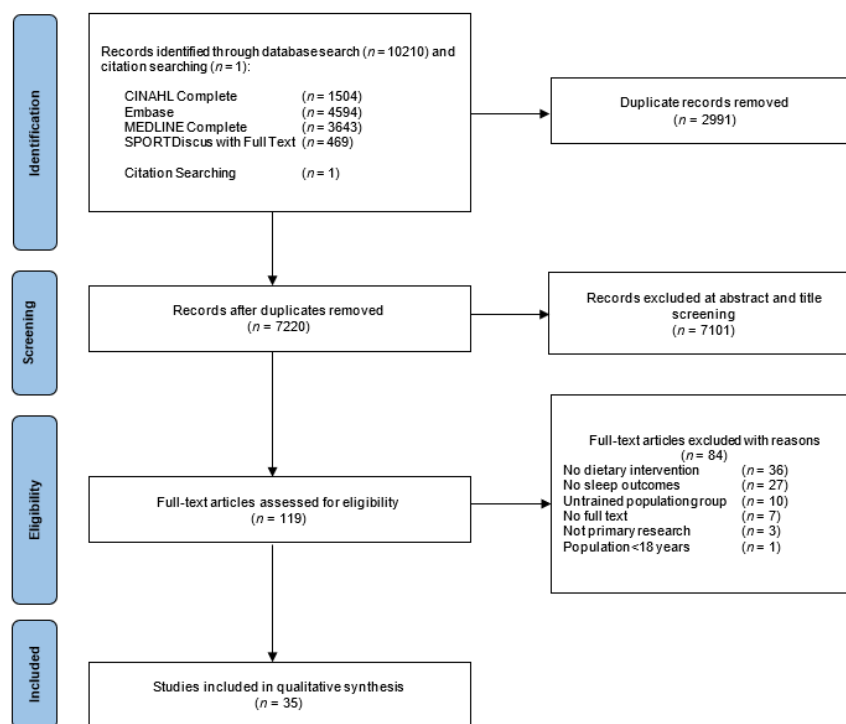 Identification
Records identified through database search (n = 10210) and
citation searching (n = 1):
CINAHL Complete (n = 1504)
Embase (n = 4594)
MEDLINE Complete (n = 3643)
SPORTDiscus with Full Text (n = 469)
Citation Searching (n = 1)
Duplicate records removed
(n = 2991)
Screening
Records after duplicates removed
(n = 7220)
Records excluded at abstract and title
screening
(n = 7101)
Eligibility
Full-text articles assessed for eligibility
(n = 119)
Full-text articles excluded with reasons
(n = 84)
No dietary intervention (n = 36)
No sleep outcomes (n = 27)
Untrained population group (n = 10)
No full text (n = 7)
Not primary research (n = 3)
Population <18 years (n = 1)
Included
Studies included in qualitative synthesis
(n = 35)